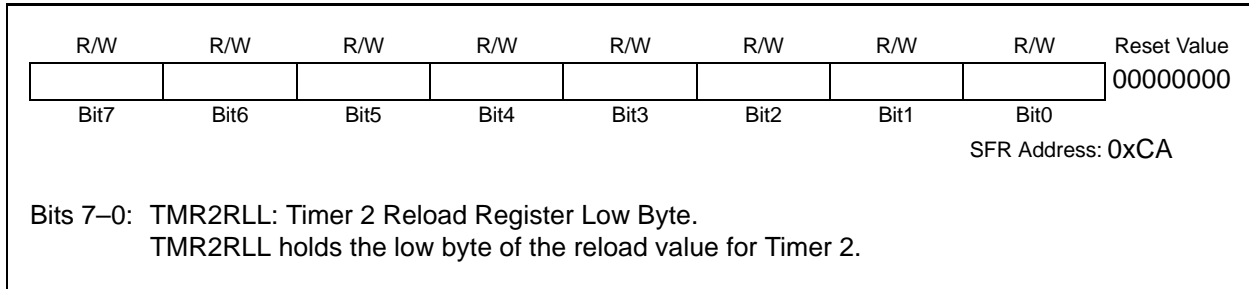 R/W R/W R/W R/W R/W R/W R/W R/W Reset Value
00000000
Bit7 Bit6 Bit5 Bit4 Bit3 Bit2 Bit1 Bit0
SFR Address: 0xCA
Bits 7–0: TMR2RLL: Timer 2 Reload Register Low Byte.
TMR2RLL holds the low byte of the reload value for Timer 2.